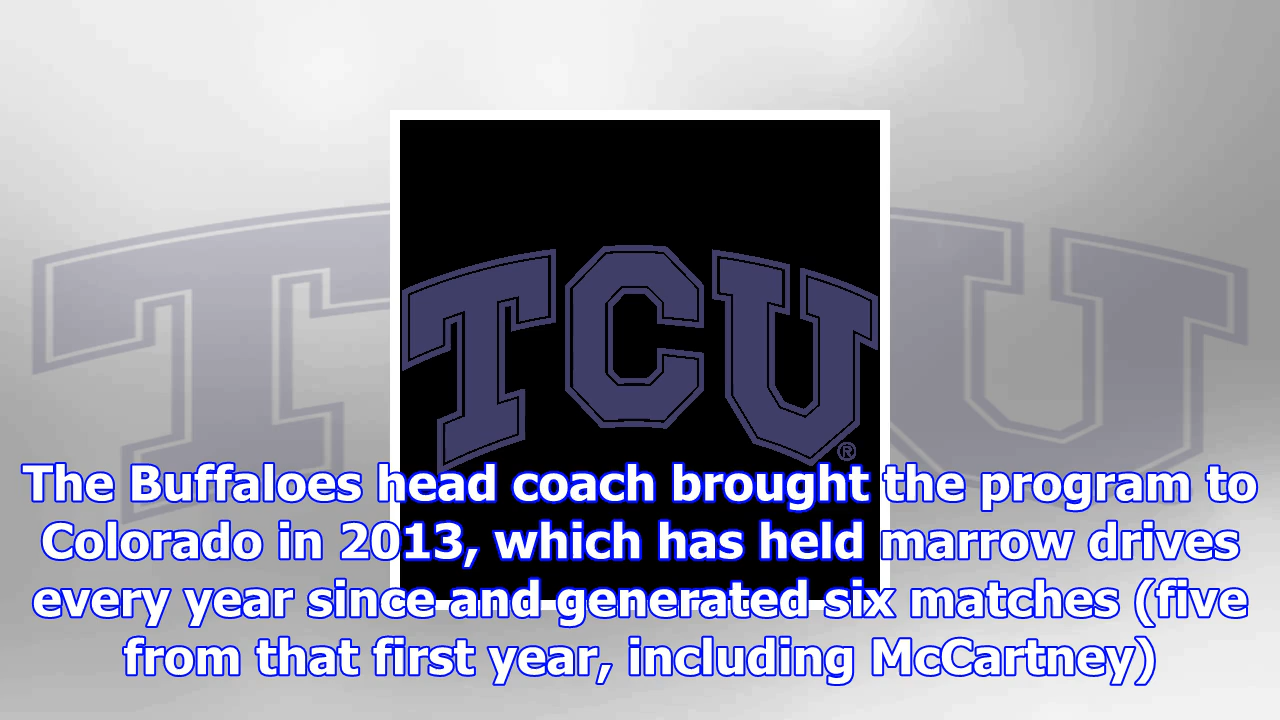 TCU
®
The Buffaloes head coach brought the program to
Colorado in 2013, which has held marrow drives
every year since and generated six matches (five
from that first year, including McCartney)